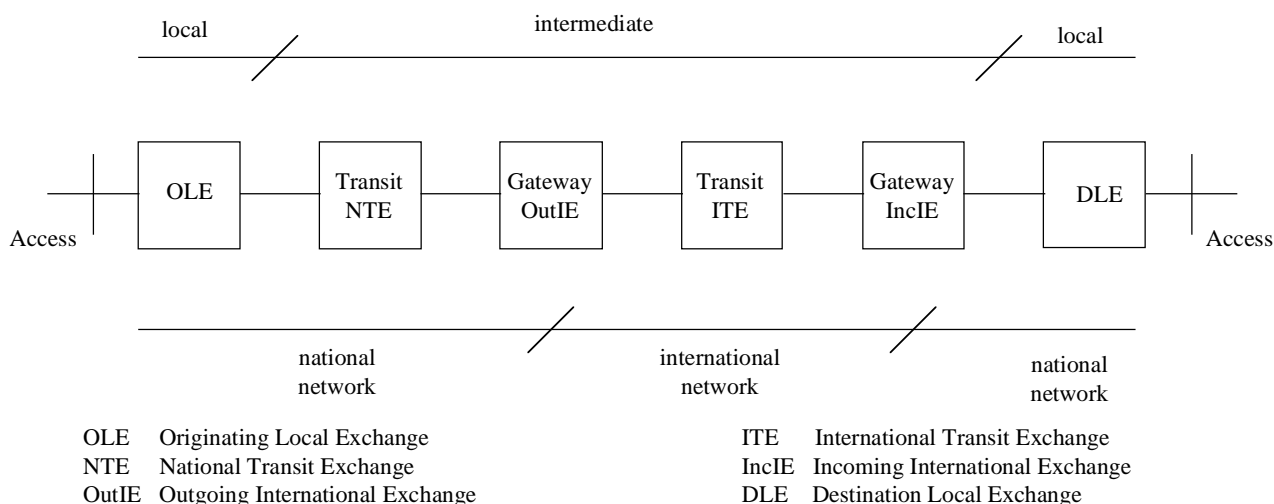 local
intermediate
local
OLE
Transit
NTE
Gateway
OutIE
Transit
ITE
Gateway
IncIE
DLE
Access
Access
national
network
international
network
national
network
OLE Originating Local Exchange
NTE National Transit Exchange
OutIE Outgoing International Exchange
ITE International Transit Exchange
IncIE Incoming International Exchange
DLE Destination Local Exchange